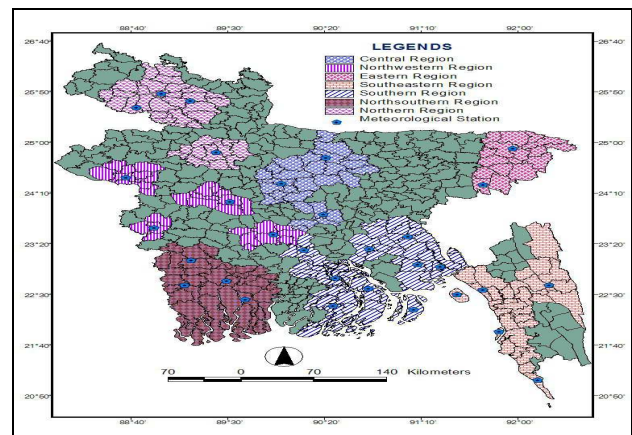 88°40' 89°30' 90°20' 91°10' 92°00'
LEGENDS
Central Region
Northwestern Region
Eastern Region
Southeastern Region
Southern Region
Northsouthern Region
Northern Region
Meteorological Station
26°40' 26°40'
25°50' 25°50'
25°00' 25°00'
24°10' 24°10'
23°20' 23°20'
22°30' 22°30'
21°40' 21°40'
20°50' 20°50'
70 0 70 140 Kilometers
88°40' 89°30' 90°20' 91°10' 92°00'